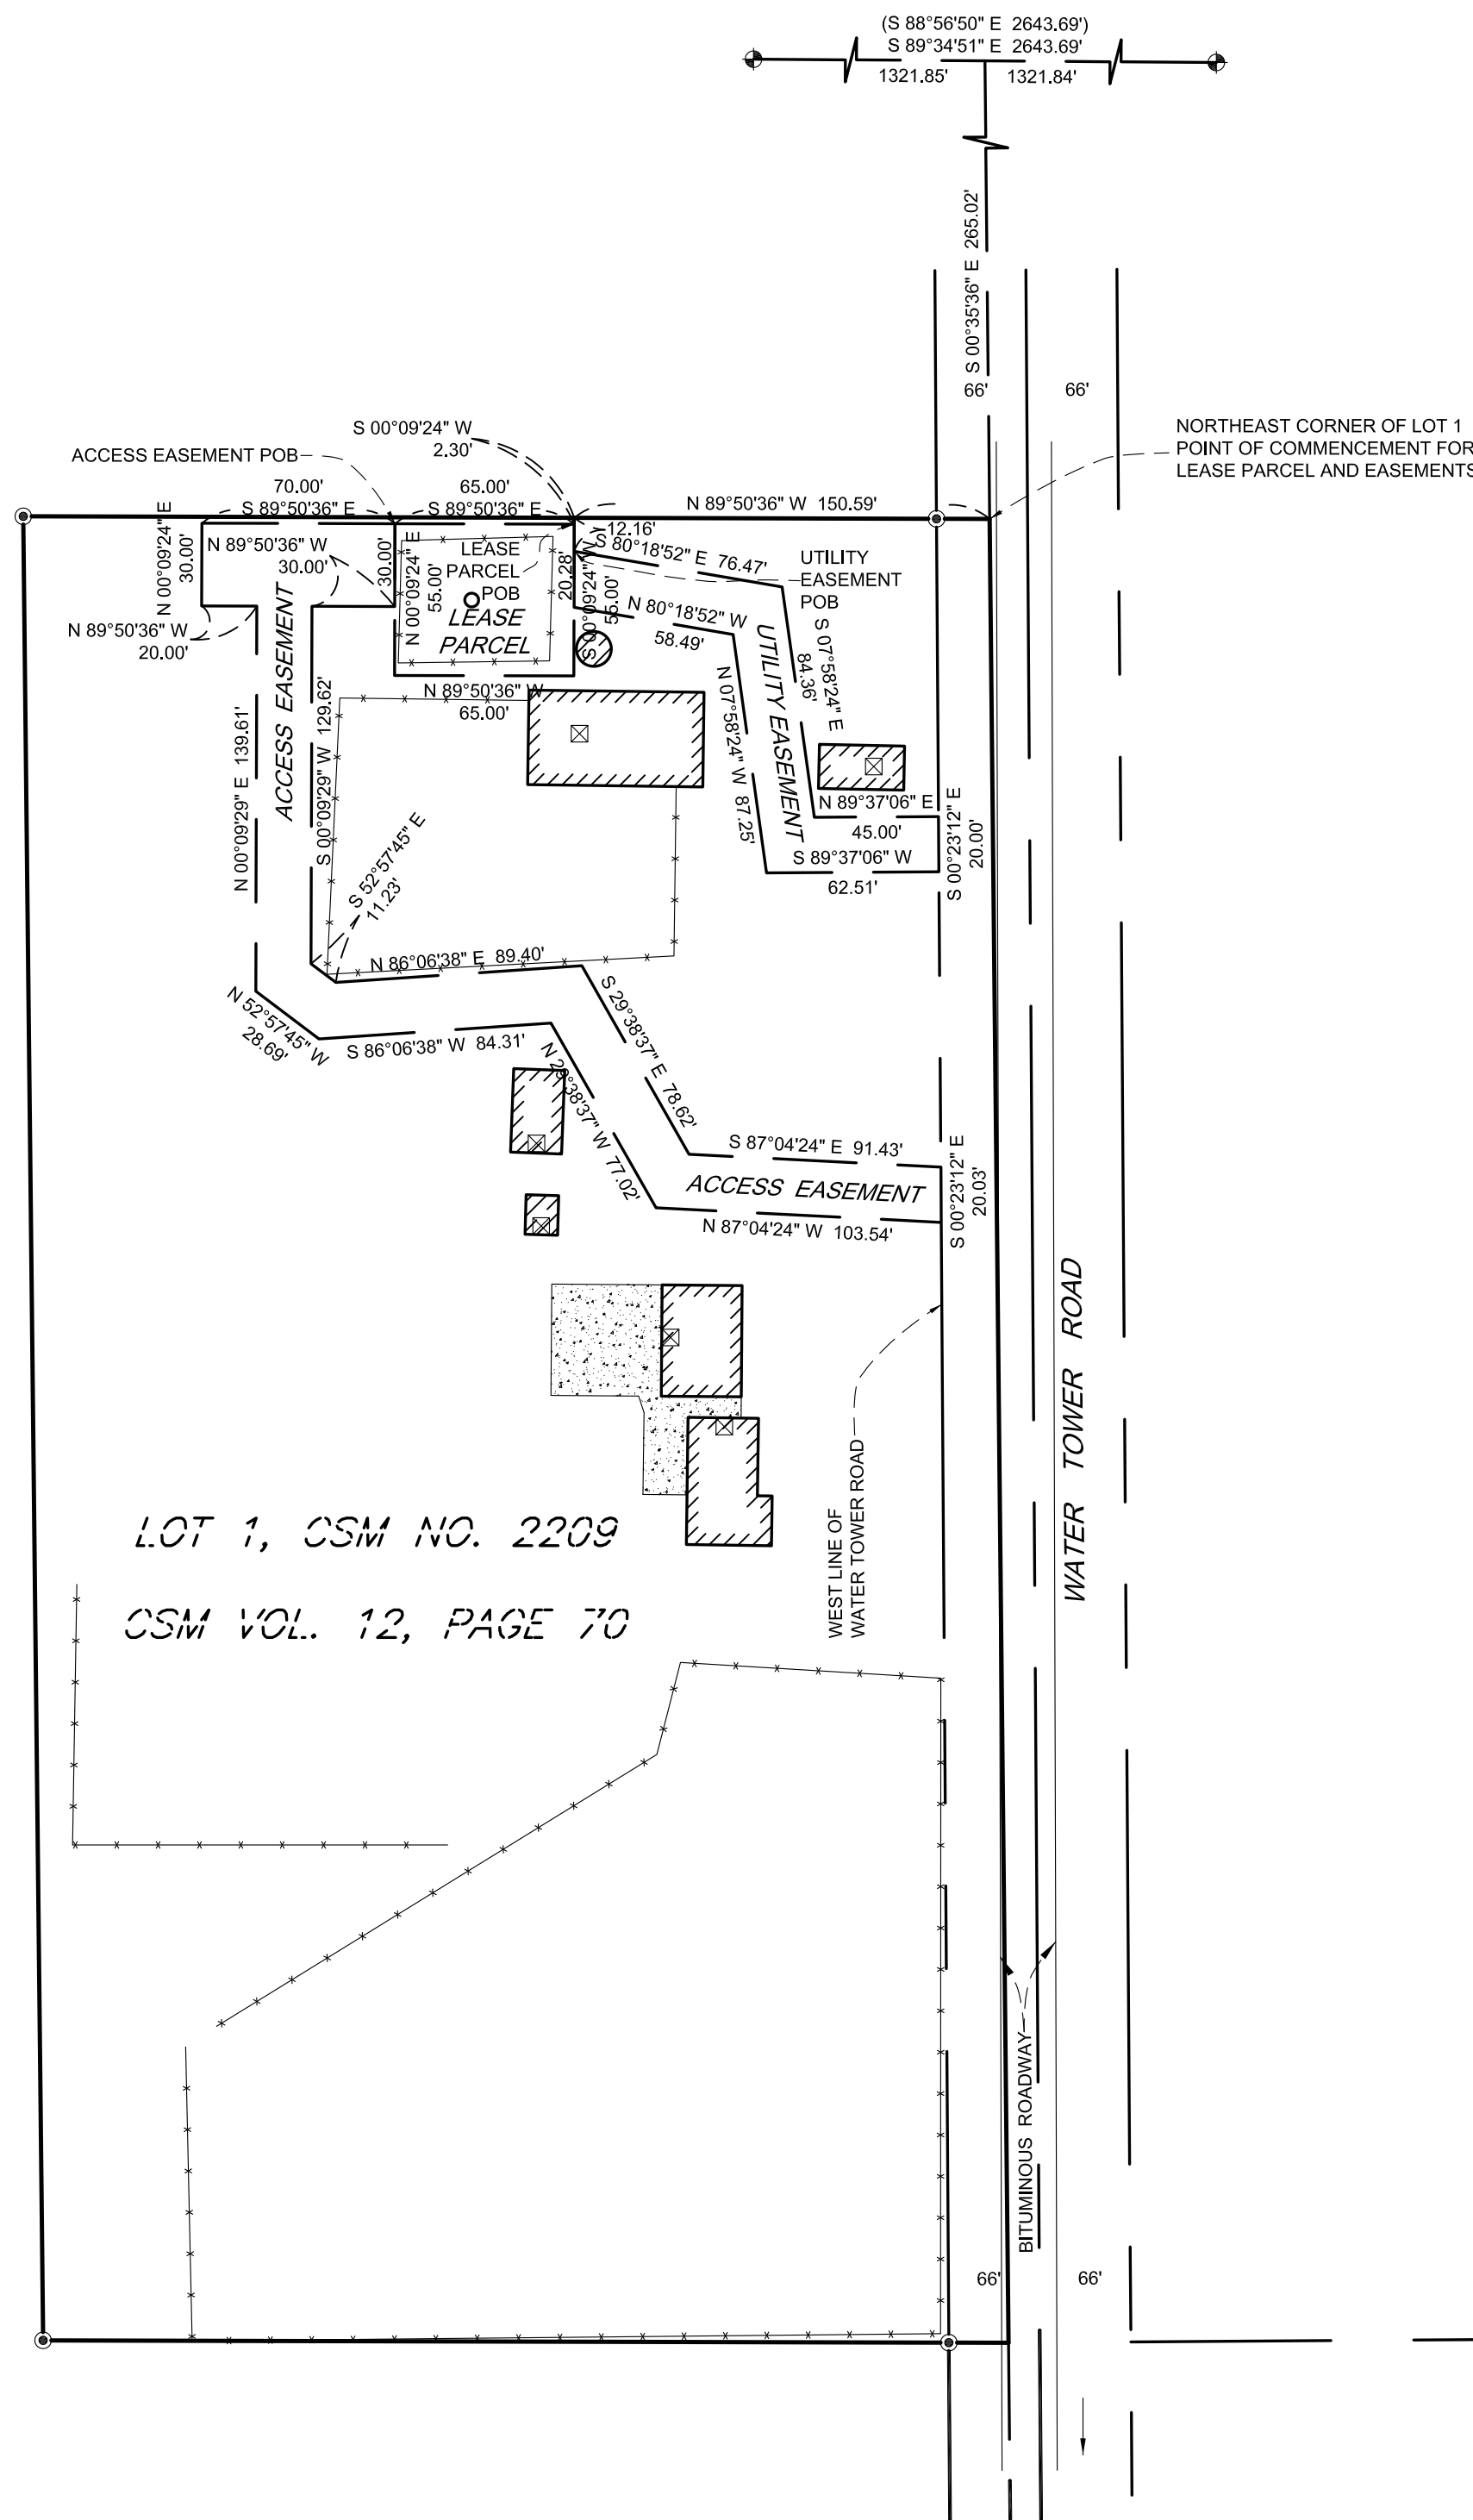 (S 88°56'50" E 2643.69')
S 89°34'51" E 2643.69'
1321.85'
1321.84'
S 00°35'36" E 265.02'
66'
66'
NORTHEAST CORNER OF LOT 1
POINT OF COMMENCEMENT FOR
LEASE PARCEL AND EASEMENTS
S 00°09'24" W
2.30'
ACCESS EASEMENT POB
70.00'
S 89°50'36" E
65.00'
S 89°50'36" E
N 89°50'36" W 150.59'
N 00°09'24" E
30.00'
N 89°50'36" W
30.00'
30.00'
N 00°09'24" E
55.00'
LEASE
PARCEL
POB
LEASE
PARCEL
12.16'
20.28'
S 00°09'24" W
55.00'
S 80°18'52" E 76.47'
UTILITY
EASEMENT
POB
N 80°18'52" W
58.49'
N 89°50'36" W
20.00'
ACCESS EASEMENT
N 89°50'36" W
65.00'
UTILITY EASEMENT
S 07°58'24" E
84.36'
N 07°58'24" W 87.25'
N 00°09'29" E 139.61'
S 00°09'29" W 129.62'
N 89°37'06" E
45.00'
S 89°37'06" W
62.51'
S 00°23'12" E
20.00'
S 52°57'45" E
11.23'
N 86°06'38" E 89.40'
N 52°57'45" W
28.69'
S 86°06'38" W 84.31'
S 29°38'37" E 78.62'
N 29°38'37" W 77.02'
S 87°04'24" E 91.43'
ACCESS EASEMENT
N 87°04'24" W 103.54'
S 00°23'12" E
20.03'
WATER TOWER ROAD
WEST LINE OF
WATER TOWER ROAD
LOT 1, CSM NO. 2209
CSM VOL. 12, PAGE 70
BITUMINOUS ROADWAY
66'
66'